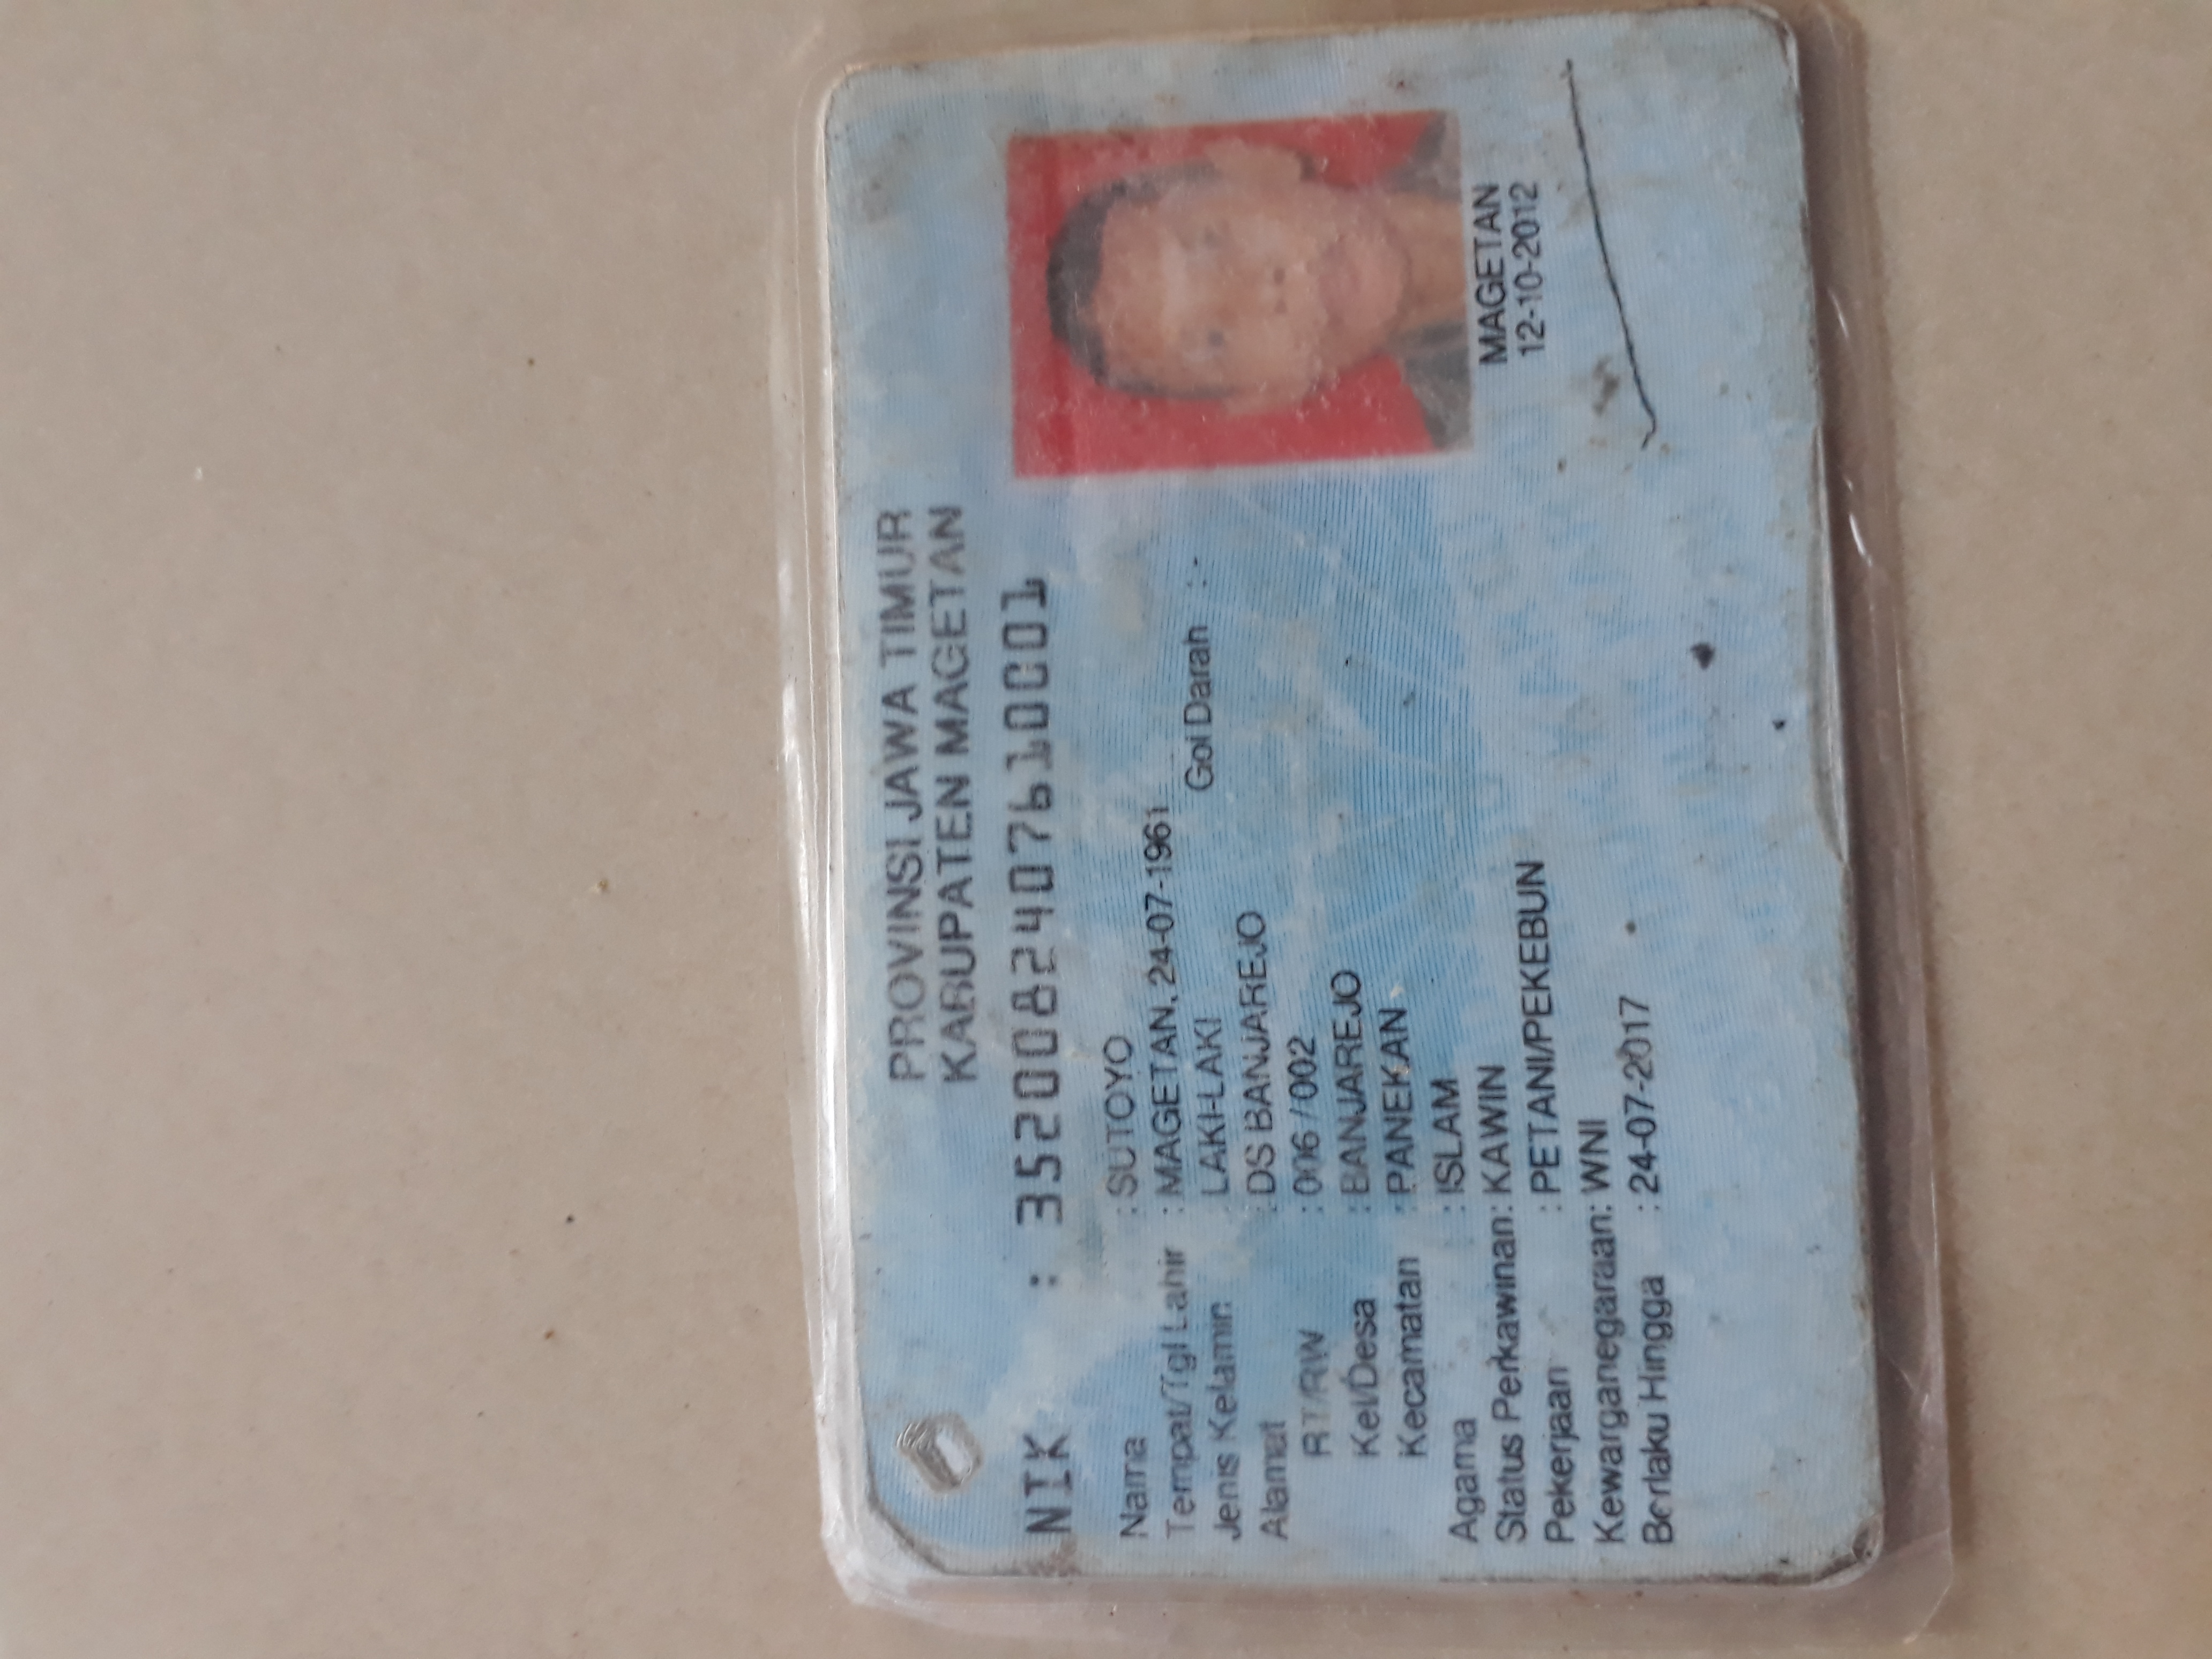 PROVINSI JAWA TIMUR
KABUPATEN MAGETAN
NIK : 3520082407610001
Nama : SUTOYO
Tempat/Tgl Lahir : MAGETAN, 24-07-1961
Jenis Kelamin : LAKI-LAKI Gol Darah : -
Alamat : DS BANJAREJO
RT/RW : 006 / 002
Kel/Desa : BANJAREJO
Kecamatan : PANEKAN
Agama : ISLAM
Status Perkawinan: KAWIN
Pekerjaan : PETANI/PEKEBUN
Kewarganegaraan: WNI
Berlaku Hingga : 24-07-2017
MAGETAN
12-10-2012